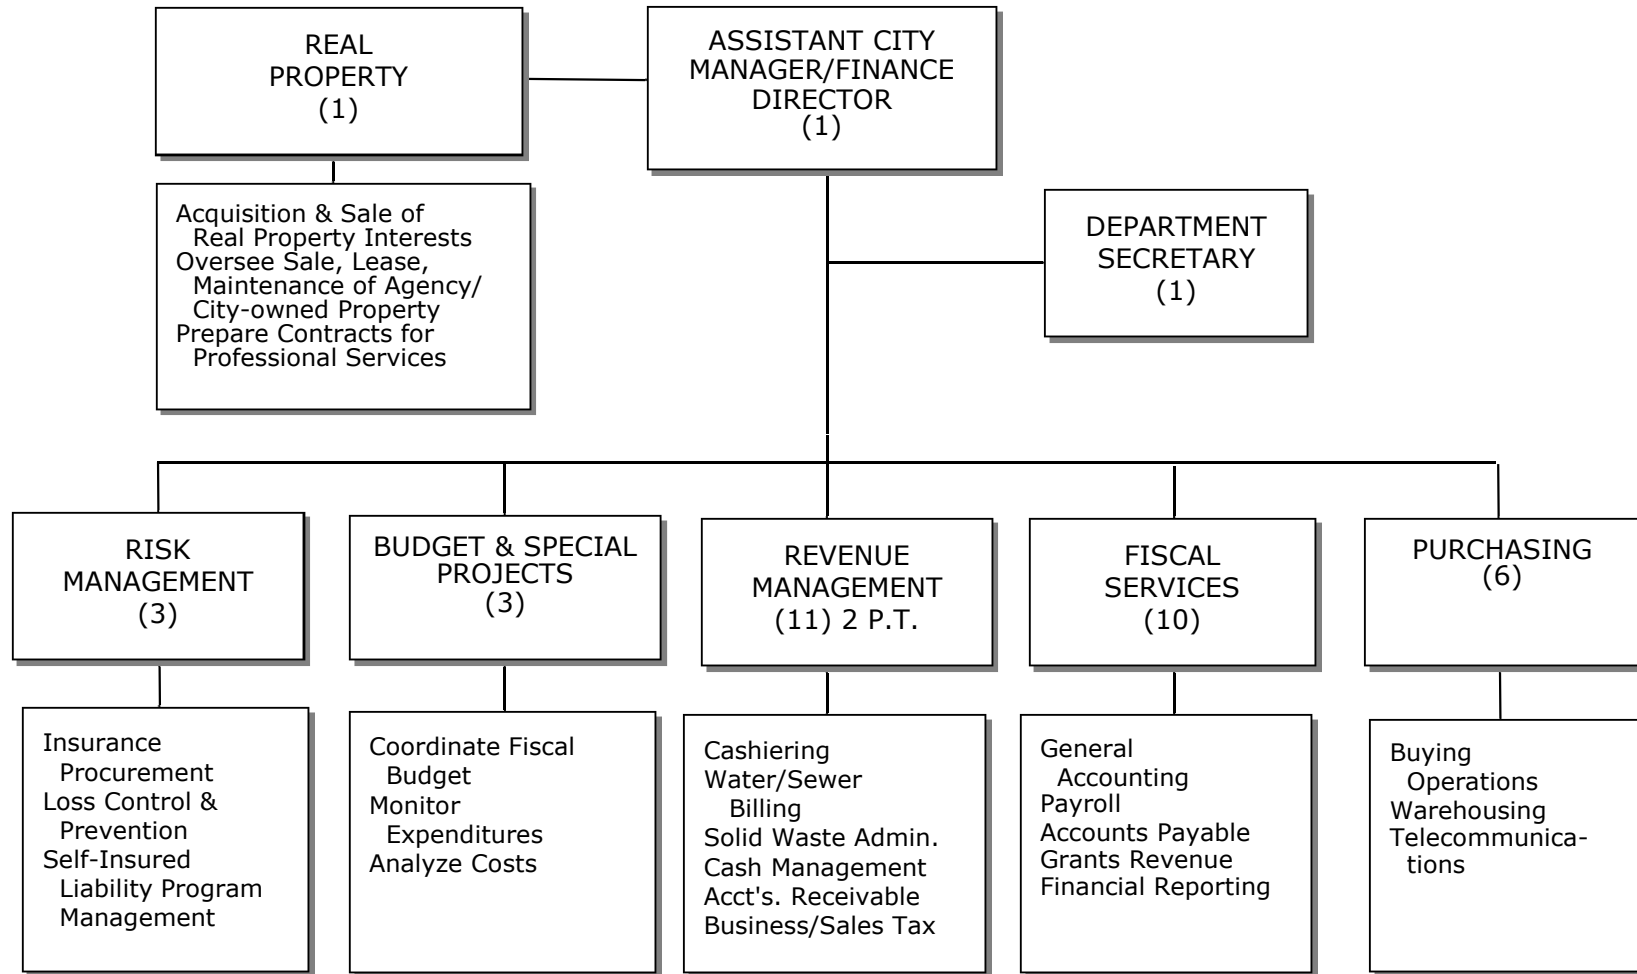 REAL
PROPERTY
(1)
ASSISTANT CITY
MANAGER/FINANCE
DIRECTOR
(1)
Acquisition & Sale of
Real Property Interests
Oversee Sale, Lease,
Maintenance of Agency/
City-owned Property
Prepare Contracts for
Professional Services
DEPARTMENT
SECRETARY
(1)
RISK
MANAGEMENT
(3)
BUDGET & SPECIAL
PROJECTS
(3)
REVENUE
MANAGEMENT
(11) 2 P.T.
FISCAL
SERVICES
(10)
PURCHASING
(6)
Insurance
Procurement
Loss Control &
Prevention
Self-Insured
Liability Program
Management
Coordinate Fiscal
Budget
Monitor
Expenditures
Analyze Costs
Cashiering
Water/Sewer
Billing
Solid Waste Admin.
Cash Management
Acct's. Receivable
Business/Sales Tax
General
Accounting
Payroll
Accounts Payable
Grants Revenue
Financial Reporting
Buying
Operations
Warehousing
Telecommunica-
tions